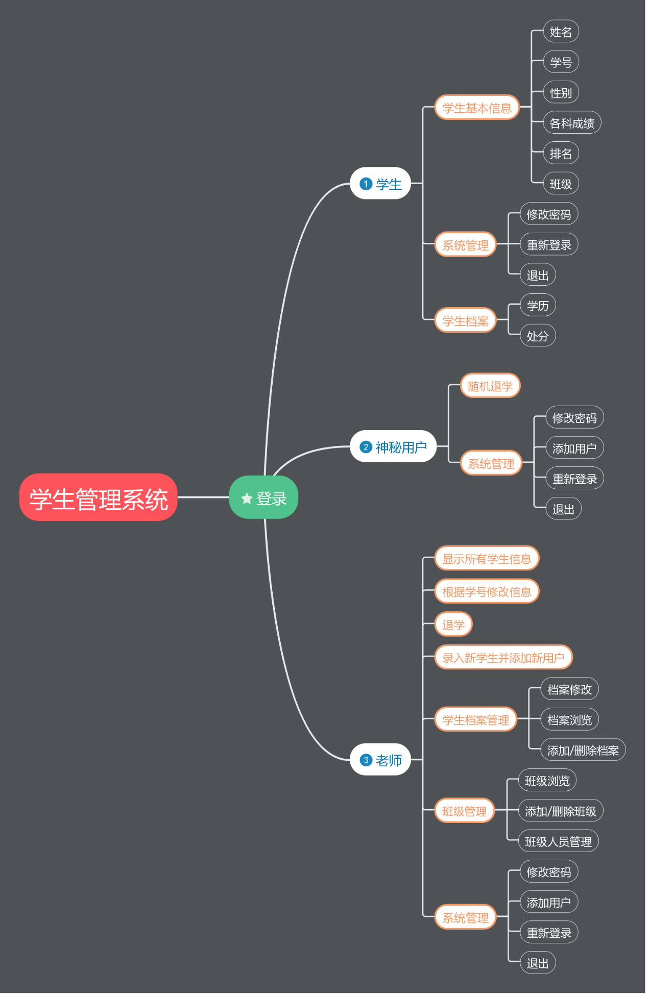 学生管理系统
登录
1 学生
学生基本信息
姓名
学号
性别
各科成绩
排名
班级
系统管理
修改密码
重新登录
退出
学生档案
学历
处分
2 神秘用户
随机退学
系统管理
修改密码
添加用户
重新登录
退出
3 老师
显示所有学生信息
根据学号修改信息
退学
录入新学生并添加新用户
学生档案管理
档案修改
档案浏览
添加/删除档案
班级管理
班级浏览
添加/删除班级
班级人员管理
系统管理
修改密码
添加用户
重新登录
退出